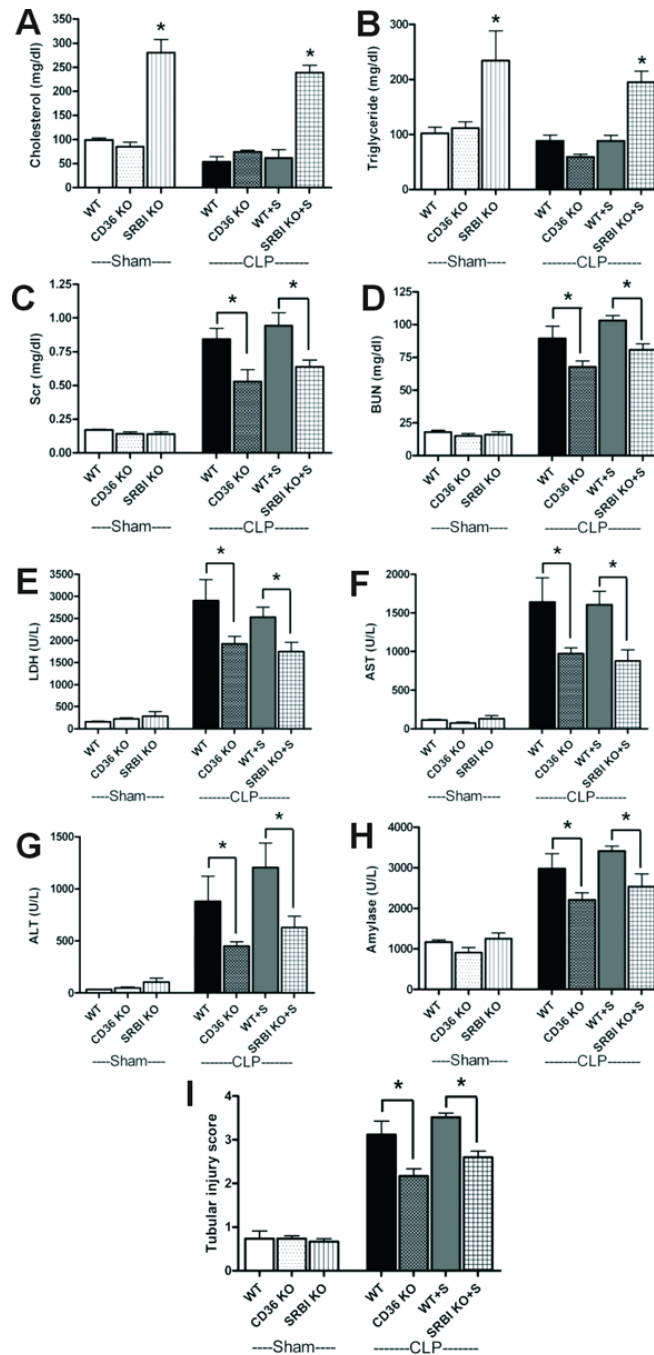 A
Cholesterol (mg/dl)
350
300
250
200
150
100
50
0
*
*
WT
CD36 KO
SRBI KO
WT
CD36 KO
WT+S
SRBI KO+S
----Sham----
-------CLP-------
B
Triglyceride (mg/dl)
300
200
100
0
*
*
WT
CD36 KO
SRBI KO
WT
CD36 KO
WT+S
SRBI KO+S
----Sham----
-------CLP-------
C
Scr (mg/dl)
1.25
1.00
0.75
0.50
0.25
0.00
*
*
WT
CD36 KO
SRBI KO
WT
CD36 KO
WT+S
SRBI KO+S
----Sham----
-------CLP-------
D
BUN (mg/dl)
125
100
75
50
25
0
*
*
WT
CD36 KO
SRBI KO
WT
CD36 KO
WT+S
SRBI KO+S
----Sham----
-------CLP-------
E
LDH (U/L)
3500
3000
2500
2000
1500
1000
500
0
*
*
WT
CD36 KO
SRBI KO
WT
CD36 KO
WT+S
SRBI KO+S
----Sham----
-------CLP-------
F
AST (U/L)
2000
1500
1000
500
0
*
*
WT
CD36 KO
SRBI KO
WT
CD36 KO
WT+S
SRBI KO+S
----Sham----
-------CLP-------
G
ALT (U/L)
1500
1000
500
0
*
*
WT
CD36 KO
SRBI KO
WT
CD36 KO
WT+S
SRBI KO+S
----Sham----
-------CLP-------
H
Amylase (U/L)
4000
3000
2000
1000
0
*
*
WT
CD36 KO
SRBI KO
WT
CD36 KO
WT+S
SRBI KO+S
----Sham----
-------CLP-------
I
Tubular injury score
4
3
2
1
0
*
*
WT
CD36 KO
SRBI KO
WT
CD36 KO
WT+S
SRBI KO+S
----Sham----
-------CLP-------